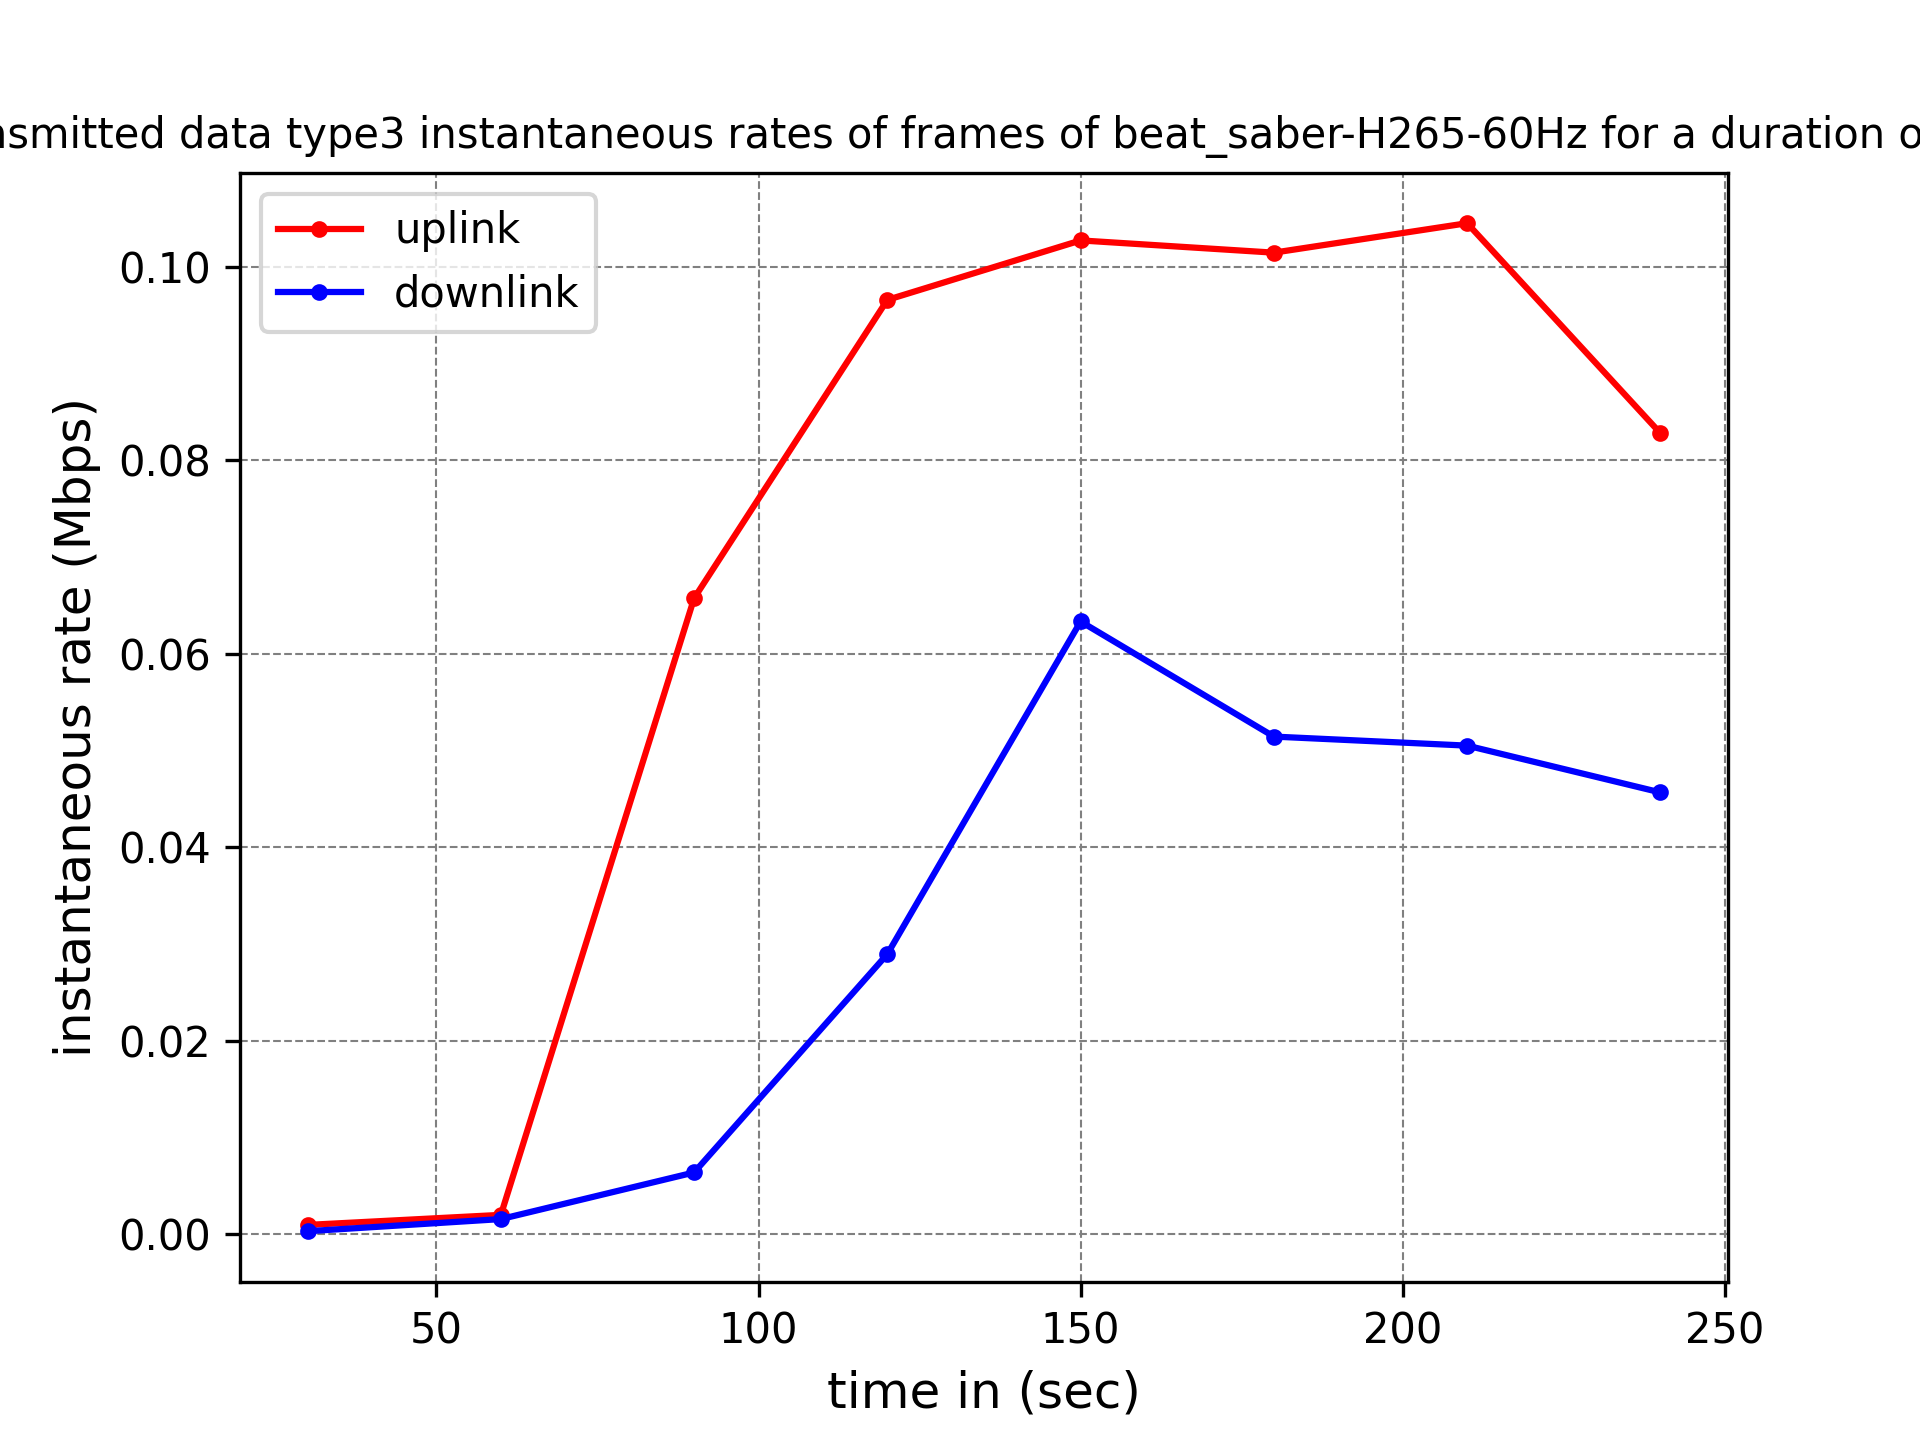 data type3 instantaneous rates of frames of beat_saber-H265-60Hz for a duration
uplink
downlink
0.10
0.08
0.06
0.04
0.02
0.00
instantaneous rate (Mbps)
50 100 150 200 250
time in (sec)